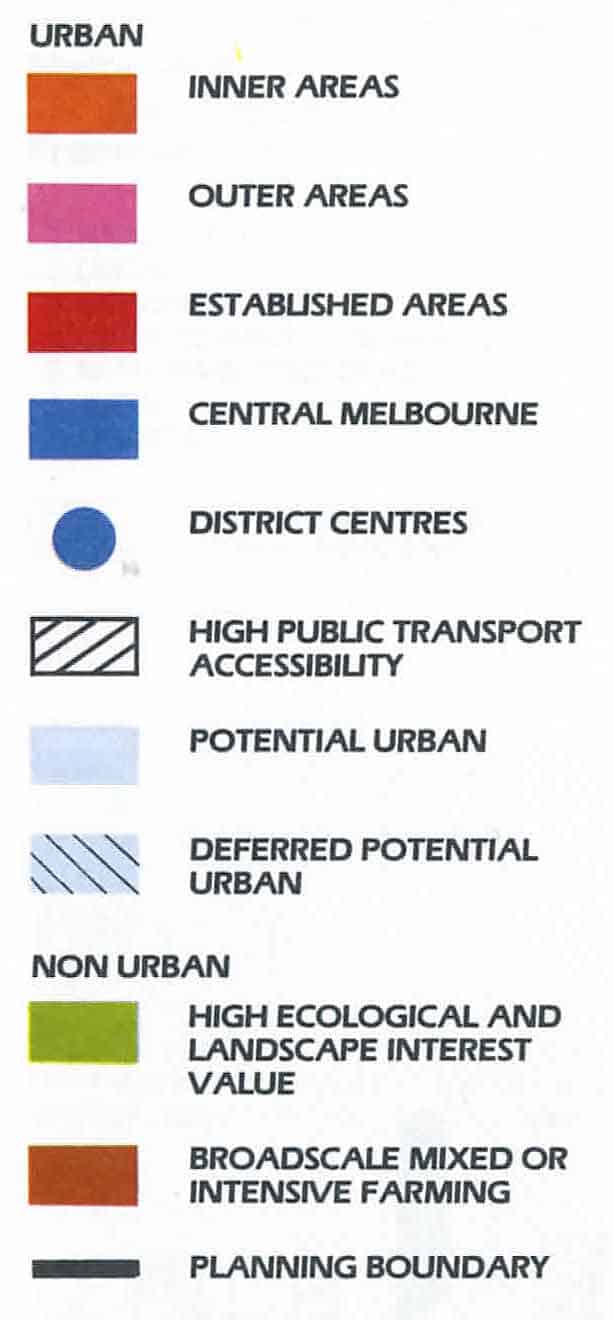 URBAN
INNER AREAS
OUTER AREAS
ESTABLISHED AREAS
CENTRAL MELBOURNE
DISTRICT CENTRES
HIGH PUBLIC TRANSPORT
ACCESSIBILITY
POTENTIAL URBAN
DEFERRED POTENTIAL
URBAN
NON URBAN
HIGH ECOLOGICAL AND
LANDSCAPE INTEREST
VALUE
BROADSCALE MIXED OR
INTENSIVE FARMING
PLANNING BOUNDARY